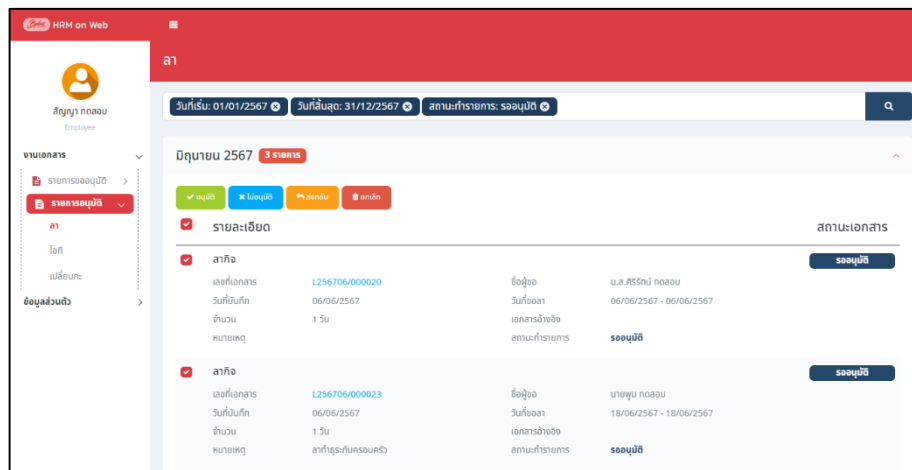 HRM on Web
ลา
สัญญา ทดสอบ
Employee
งานเอกสาร
รายการขออนุมัติ
รายการอนุมัติ
ลา
โอที
เปลี่ยนกะ
ข้อมูลส่วนตัว
วันที่เริ่ม: 01/01/2567 วันที่สิ้นสุด: 31/12/2567 สถานะทำรายการ: รออนุมัติ
มิถุนายน 2567 3 รายการ
อนุมัติ ไม่อนุมัติ ส่งกลับ ยกเลิก
รายละเอียด สถานะเอกสาร
ลากิจ รออนุมัติ
เลขที่เอกสาร L256706/000020 ชื่อผู้ขอ น.ส.ศิริรัตน์ ทดสอบ
วันที่บันทึก 06/06/2567 วันที่ขอลา 06/06/2567 - 06/06/2567
จำนวน 1 วัน เอกสารอ้างอิง
หมายเหตุ สถานะทำรายการ รออนุมัติ
ลากิจ รออนุมัติ
เลขที่เอกสาร L256706/000023 ชื่อผู้ขอ นายพุม ทดสอบ
วันที่บันทึก 06/06/2567 วันที่ขอลา 18/06/2567 - 18/06/2567
จำนวน 1 วัน เอกสารอ้างอิง
หมายเหตุ ลาทำธุระกับครอบครัว สถานะทำรายการ รออนุมัติ